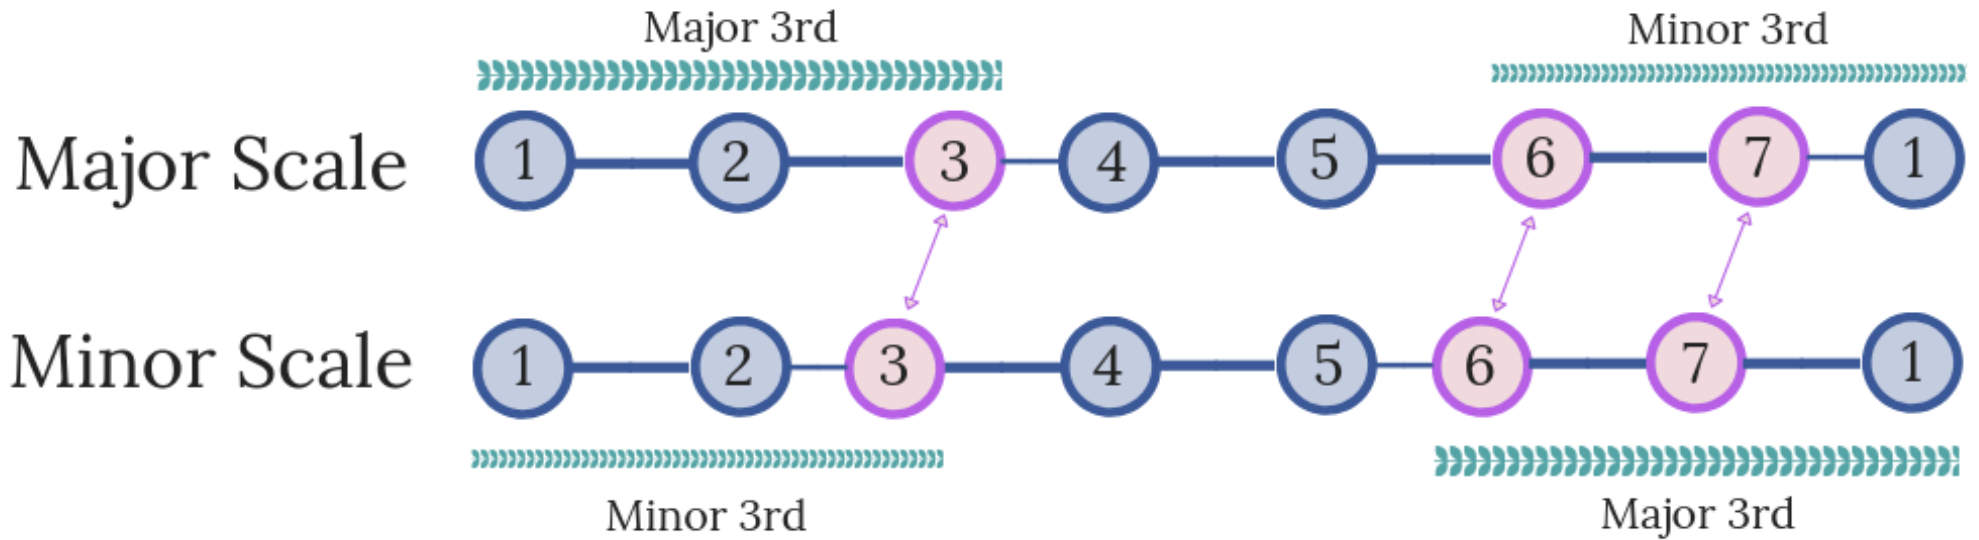 Major 3rd
Minor 3rd
Major Scale 1 2 3 4 5 6 7 1
Minor Scale 1 2 3 4 5 6 7 1
Minor 3rd
Major 3rd